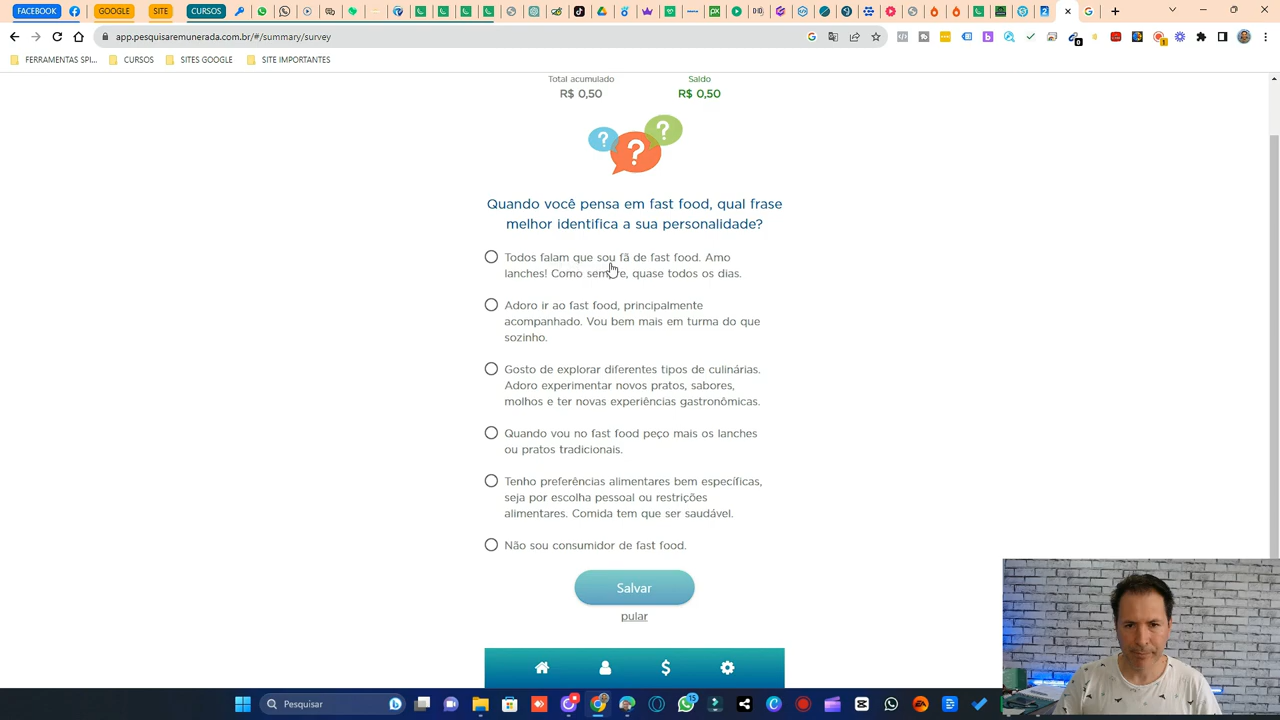 FACEBOOK
GOOGLE
SITE
CURSOS
app.pesquisaremunerada.com.br/#/summary/survey
FERRAMENTAS SPI...
CURSOS
SITES GOOGLE
SITE IMPORTANTES
Total acumulado
Saldo
R$ 0,50
R$ 0,50
? ? ?
Quando você pensa em fast food, qual frase
melhor identifica a sua personalidade?
Todos falam que sou fã de fast food. Amo
lanches! Como sempre, quase todos os dias.
Adoro ir ao fast food, principalmente
acompanhado. Vou bem mais em turma do que
sozinho.
Gosto de explorar diferentes tipos de culinárias.
Adoro experimentar novos pratos, sabores,
molhos e ter novas experiências gastronômicas.
Quando vou no fast food peço mais os lanches
ou pratos tradicionais.
Tenho preferências alimentares bem específicas,
seja por escolha pessoal ou restrições
alimentares. Comida tem que ser saudável.
Não sou consumidor de fast food.
Salvar
pular
$
Pesquisar
15